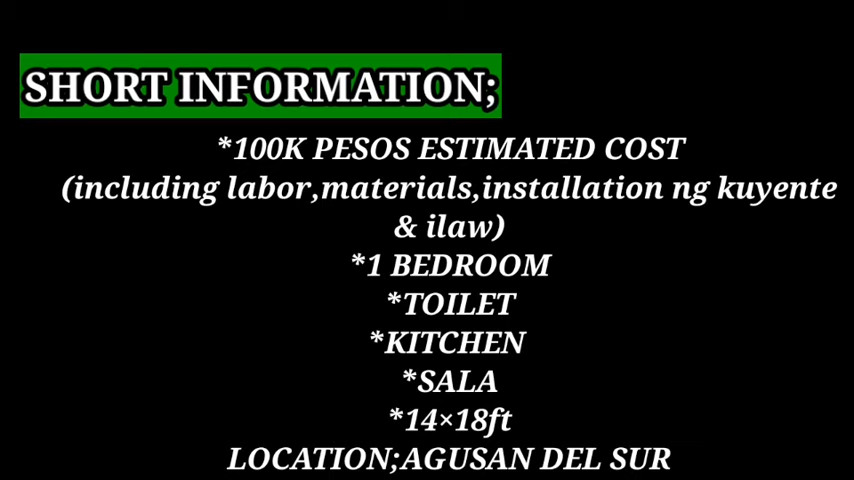 SHORT INFORMATION;
*100K PESOS ESTIMATED COST
(including labor,materials,installation ng kuyente
& ilaw)
*1 BEDROOM
*TOILET
*KITCHEN
*SALA
*14×18ft
LOCATION;AGUSAN DEL SUR